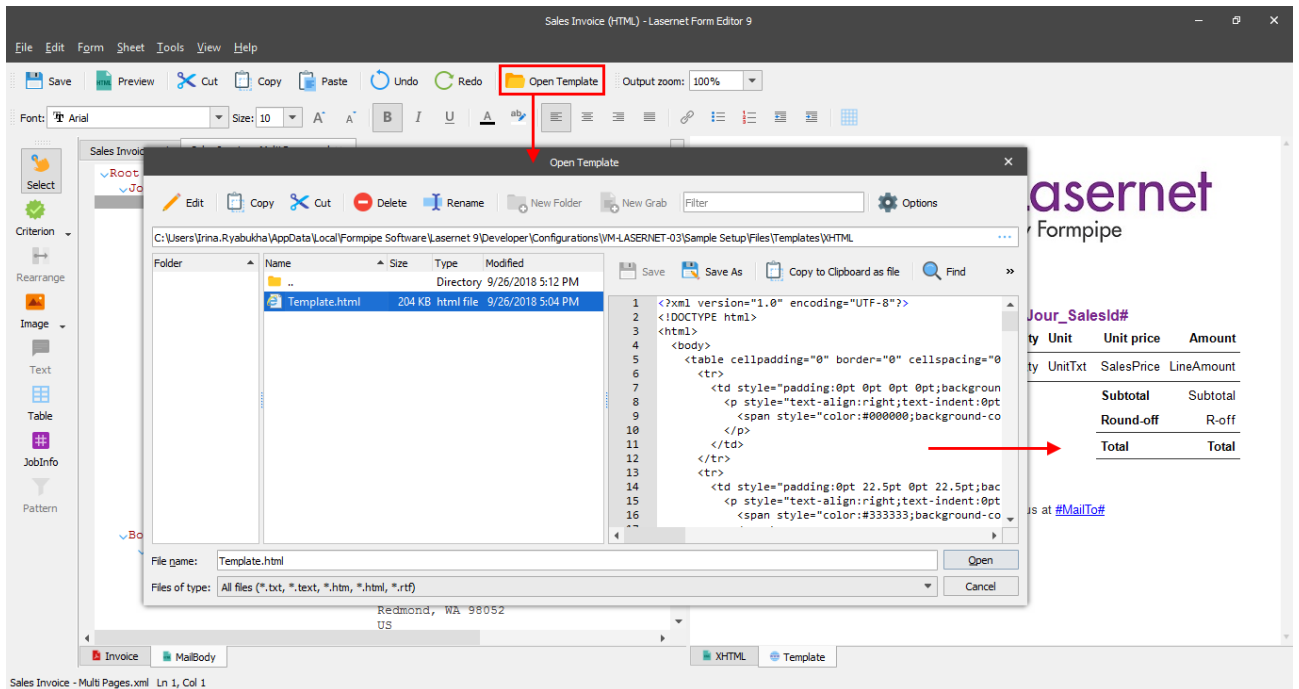 Sales Invoice (HTML) - Lasernet Form Editor 9
File Edit Form Sheet Tools View Help
Save Preview Cut Copy Paste Undo Redo Open Template Output zoom: 100%
Font: Arial Size: 10 A A B I U A ab
Sales Invoic
Open Template
Root
Jo
Select
Criterion
Rearrange
Image
Text
Table
JobInfo
Pattern
Edit Copy Cut Delete Rename New Folder New Grab Filter Options
C:\Users\Irina.Ryabukha\AppData\Local\Formpipe Software\Lasernet 9\Developer\Configurations\VM-LASERNET-03\Sample Setup\Files\Templates\XHTML ...
Folder Name Size Type Modified
.. Directory 9/26/2018 5:12 PM
Template.html 204 KB html file 9/26/2018 5:04 PM
Save Save As Copy to Clipboard as file Find »
1 <?xml version="1.0" encoding="UTF-8"?>
2 <!DOCTYPE html>
3 <html>
4 <body>
5 <table cellpadding="0" border="0" cellspacing="0
6 <tr>
7 <td style="padding:0pt 0pt 0pt 0pt;backgroun
8 <p style="text-align:right;text-indent:0pt
9 <span style="color:#000000;background-co
10 </p>
11 </td>
12 </tr>
13 <tr>
14 <td style="padding:0pt 22.5pt 0pt 22.5pt;bac
15 <p style="text-align:right;text-indent:0pt
16 <span style="color:#333333;background-co
File name: Template.html Open
Files of type: All files (*.txt, *.text, *.htm, *.html, *.rtf) Cancel
asernet
Formpipe
Jour_SalesId#
ty Unit Unit price Amount
ty UnitTxt SalesPrice LineAmount
Subtotal Subtotal
Round-off R-off
Total Total
us at #MailTo#
Bo
Redmond, WA 98052
US
Invoice MailBody
XHTML Template
Sales Invoice - Multi Pages.xml Ln 1, Col 1